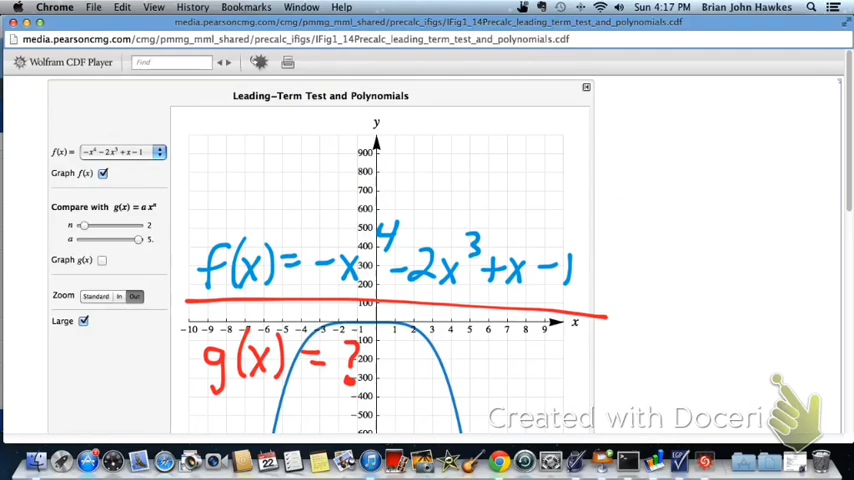 Chrome File Edit View History Bookmarks Window Help Sun 4:17 PM Brian John Hawkes
media.pearsoncmg.com/cmg/pmmg_mml_shared/precalc_ifigs/IFig1_14Precalc_leading_term_test_and_polynomials.cdf
media.pearsoncmg.com/cmg/pmmg_mml_shared/precalc_ifigs/IFig1_14Precalc_leading_term_test_and_polynomials.cdf
Wolfram CDF Player Find
Leading-Term Test and Polynomials
y
900
f(x)= -x⁴ - 2x³ + x - 1
800
Graph f(x)
700
Compare with g(x) = a xⁿ
600
n 2
500
a 5.
400
f(x) = -x⁴ - 2x³ + x - 1
Graph g(x)
300
200
Zoom Standard In Out
100
Large
x
-10 -9 -8 -7 -6 -5 -4 -3 -2 -1 1 2 3 4 5 6 7 8 9
g(x) = ?
-100
-200
-300
-400
-500
Created with Doceri
22